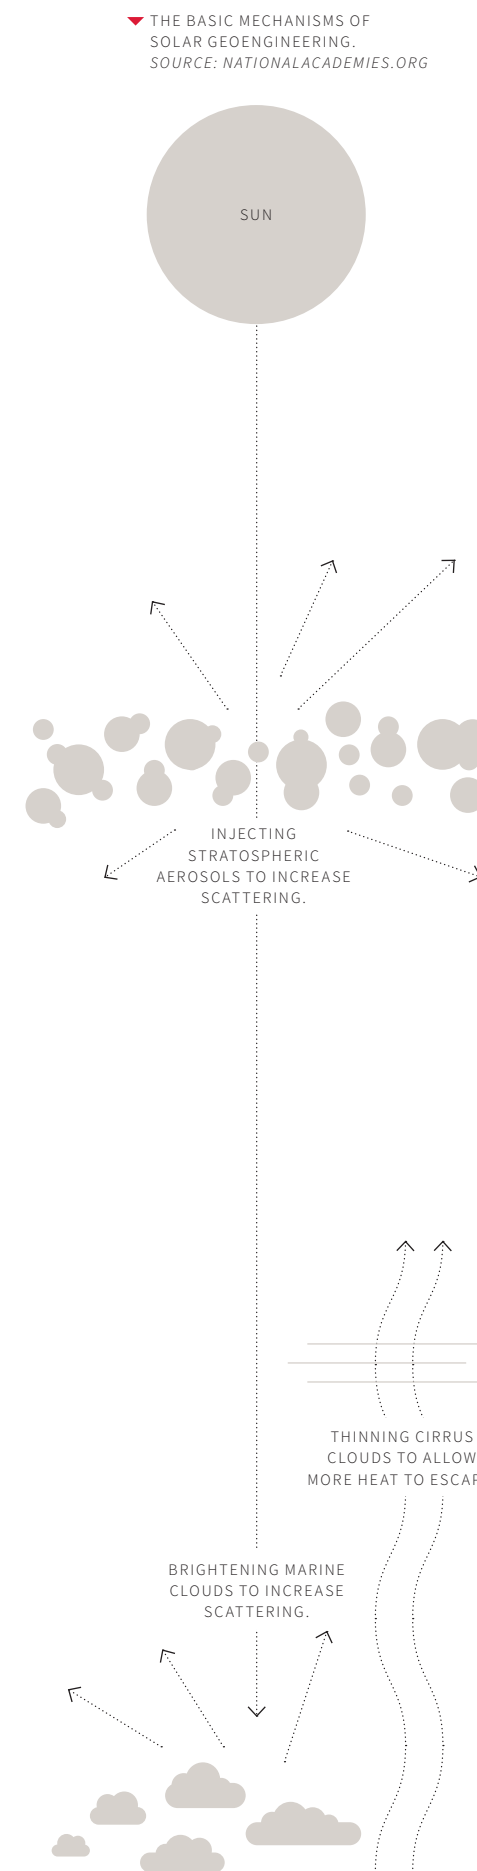 THE BASIC MECHANISMS OF
SOLAR GEOENGINEERING.
SOURCE: NATIONALACADEMIES.ORG
SUN
INJECTING
STRATOSPHERIC
AEROSOLS TO INCREASE
SCATTERING.
THINNING CIRRUS
CLOUDS TO ALLOW
MORE HEAT TO ESCAP
BRIGHTENING MARINE
CLOUDS TO INCREASE
SCATTERING.